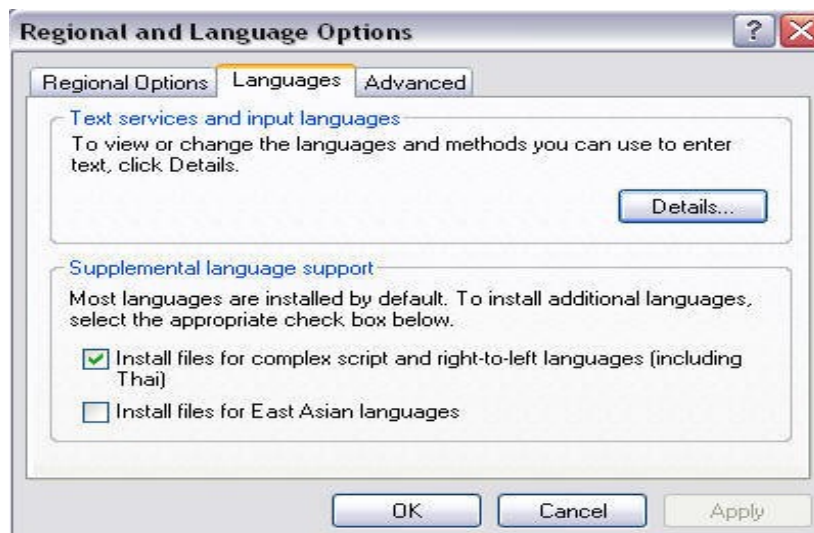 Regional and Language Options
Regional Options Languages Advanced
Text services and input languages
To view or change the languages and methods you can use to enter
text, click Details.
Details...
Supplemental language support
Most languages are installed by default. To install additional languages,
select the appropriate check box below.
Install files for complex script and right-to-left languages (including
Thai)
Install files for East Asian languages
OK Cancel Apply